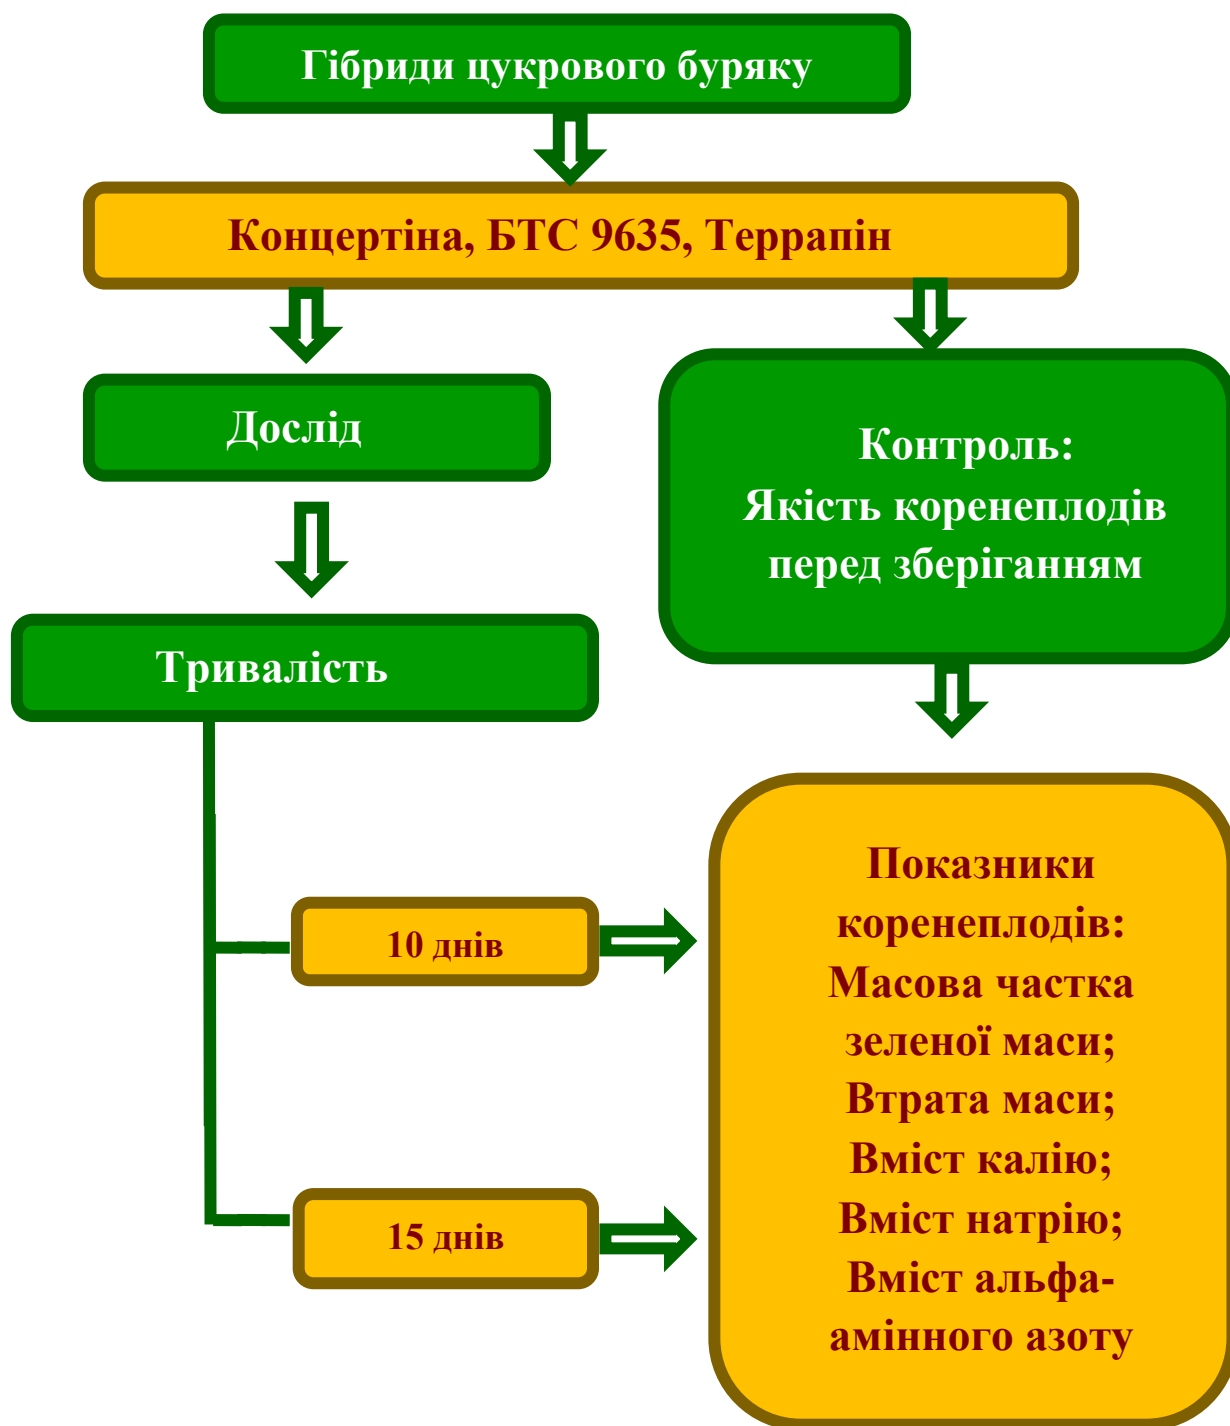 Гібриди цукрового буряку
Концертіна, БТС 9635, Террапін
Дослід
Контроль:
Якість коренеплодів
перед зберіганням
Тривалість
10 днів
15 днів
Показники
коренеплодів:
Масова частка
зеленої маси;
Втрата маси;
Вміст калію;
Вміст натрію;
Вміст альфа-
амінного азоту